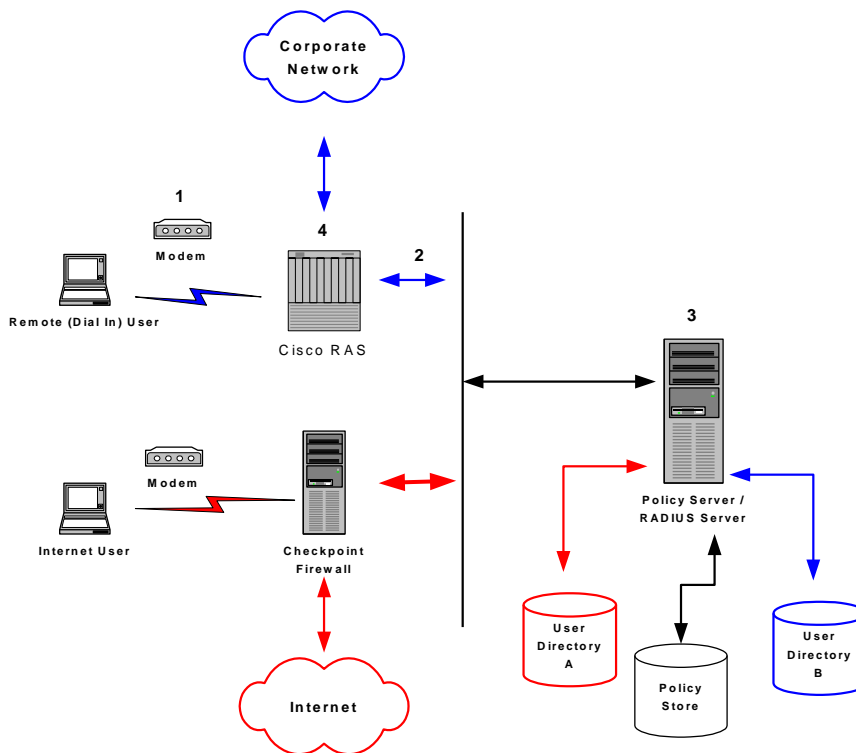 Corporate
Network
1
Modem
4
2
Remote (Dial In) User
Cisco RAS
3
Modem
Policy Server /
RADIUS Server
Internet User
Checkpoint
Firewall
User
Directory
A
User
Directory
B
Policy
Store
Internet